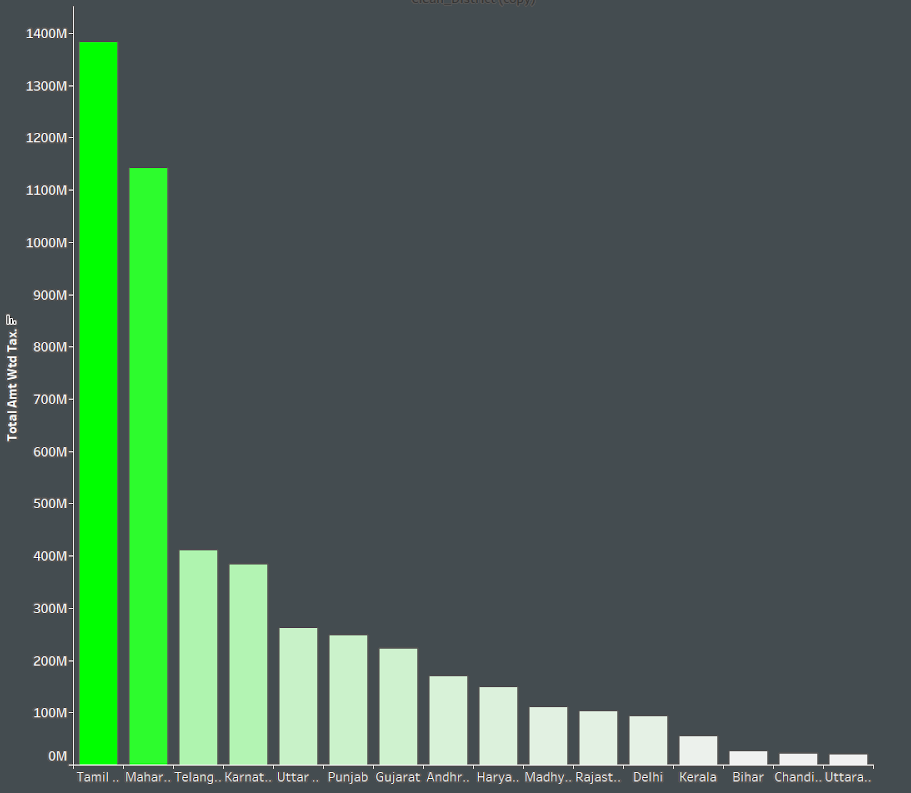 1400M
1300M
1200M
1100M
1000M
900M
800M
700M
600M
500M
400M
300M
200M
100M
0M
Total Amt Wtd Tax.
Tamil .. Mahar.. Telang.. Karnat.. Uttar .. Punjab Gujarat Andhr.. Harya.. Madhy.. Rajast.. Delhi Kerala Bihar Chandi.. Uttara..